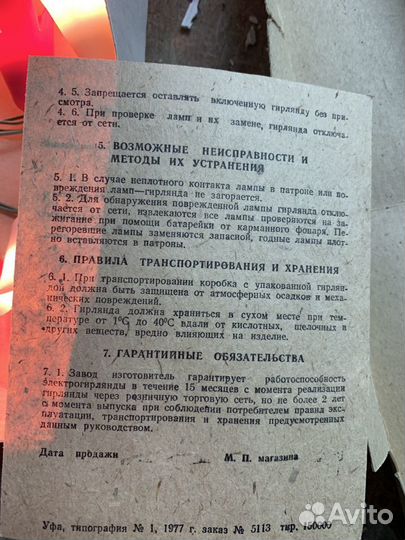 4. 5. Запрещается оставлять включенную гирлянду без при-
смотра.
4. 6. При проверке ламп и их замене, гирлянда отключа-
ется от сети.
5. ВОЗМОЖНЫЕ НЕИСПРАВНОСТИ И
МЕТОДЫ ИХ УСТРАНЕНИЯ
5. 1. В случае неплотного контакта лампы в патроне или по-
вреждения ламп—гирлянда не загорается.
5. 2. Для обнаружения поврежденной лампы гирлянда отклю-
чается от сети, извлекаются все лампы проверяются на за-
жигание при помощи батарейки от карманного фонаря. Пе-
регоревшие лампы заменяются запасной, годные лампы плот-
но вставляются в патроны.
6. ПРАВИЛА ТРАНСПОРТИРОВАНИЯ И ХРАНЕНИЯ
6. 1. При транспортировании коробка с упакованной гирлян-
дой должна быть защищена от атмосферных осадков и меха-
нических повреждений.
6. 2. Гирлянда должна храниться в сухом месте при тем-
пературе от 1°С до 40°С вдали от кислотных, щелочных и
других веществ, вредно влияющих на изделие.
7. ГАРАНТИЙНЫЕ ОБЯЗАТЕЛЬСТВА
7. 1. Завод изготовитель гарантирует работоспособность
электрогирлянды в течение 15 месяцев с момента реализации
гирлянды через розничную торговую сеть, но не более 2 лет
с момента выпуска при соблюдении потребителем правил экс-
плуатации, транспортирования и хранения предусмотренных
данным руководством.
Дата продажи М. П. магазина
Уфа, типография № 1, 1977 г. заказ № 5113 тир. 150000
Avito